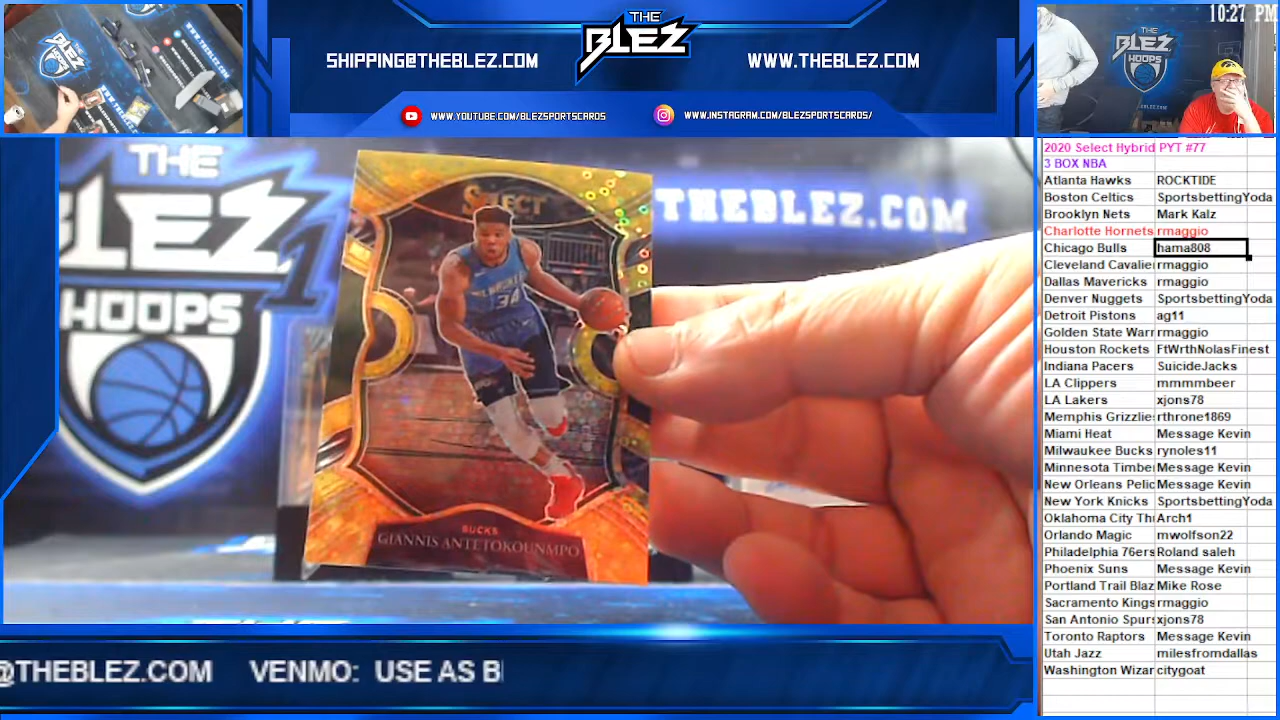 THE
BLEZ
SHIPPING@THEBLEZ.COM
WWW.THEBLEZ.COM
WWW.YOUTUBE.COM/BLEZSPORTSCARDS
WWW.INSTAGRAM.COM/BLEZSPORTSCARDS/
10:27 PM
THE
BLEZ
HOOPS
THE
BLEZ
HOOPS
1
THEBLEZ.COM
SELECT
34
BUCKS
GIANNIS ANTETOKOUNMPO
2020 Select Hybrid PYT #77
3 BOX NBA
Atlanta Hawks ROCKTIDE
Boston Celtics SportsbettingYoda
Brooklyn Nets Mark Kalz
Charlotte Hornets rmaggio
Chicago Bulls hama808
Cleveland Cavalie rmaggio
Dallas Mavericks rmaggio
Denver Nuggets SportsbettingYoda
Detroit Pistons ag11
Golden State Warr rmaggio
Houston Rockets FtWrthNolasFinest
Indiana Pacers SuicideJacks
LA Clippers mmmmbeer
LA Lakers xjons78
Memphis Grizzlie rthrone1869
Miami Heat Message Kevin
Milwaukee Bucks rynoles11
Minnesota Timbe Message Kevin
New Orleans Pelic Message Kevin
New York Knicks SportsbettingYoda
Oklahoma City Th Arch1
Orlando Magic mwolfson22
Philadelphia 76ers Roland saleh
Phoenix Suns Message Kevin
Portland Trail Blaz Mike Rose
Sacramento Kings rmaggio
San Antonio Spurs xjons78
Toronto Raptors Message Kevin
Utah Jazz milesfromdallas
Washington Wizar citygoat
@THEBLEZ.COM VENMO: USE AS B